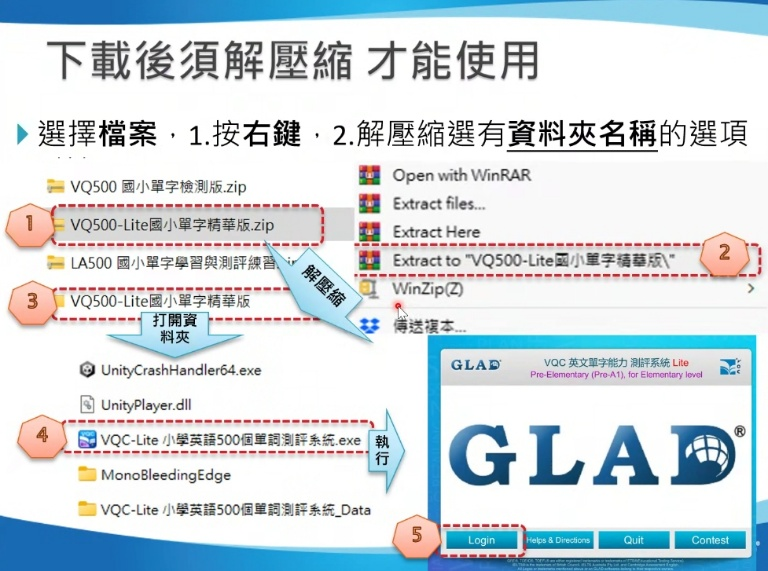 下載後須解壓縮 才能使用
選擇檔案，1.按右鍵，2.解壓縮選有資料夾名稱的選項
VQ500 國小單字檢測版.zip
1
VQ500-Lite國小單字精華版.zip
LA500 國小單字學習與測評練習
3
VQ500-Lite國小單字精華版
解壓縮
打開資
料夾
Open with WinRAR
Extract files...
Extract Here
Extract to "VQ500-Lite國小單字精華版\"
2
WinZip(Z)
傳送複本...
UnityCrashHandler64.exe
UnityPlayer.dll
4
VQC-Lite 小學英語500個單詞測評系統.exe
執
行
MonoBleedingEdge
VQC-Lite 小學英語500個單詞測評系統_Data
GLAD
VQC 英文單字能力 測評系統 Lite
Pre-Elementary (Pre-A1), for Elementary level
GLAD®
5
Login
Helps & Directions
Quit
Contest